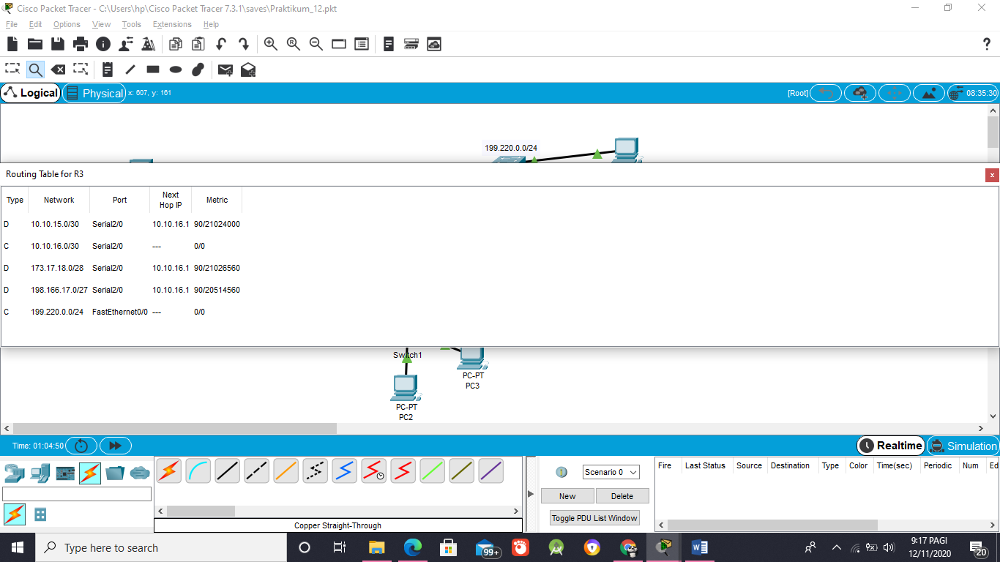 Cisco Packet Tracer - C:\Users\hp\Cisco Packet Tracer 7.3.1\saves\Praktikum_12.pkt
File Edit Options View Tools Extensions Help
Logical Physical x: 607, y: 161 [Root] 08:35:30
199.220.0.0/24
Routing Table for R3
Type Network Port Next Hop IP Metric
D 10.10.15.0/30 Serial2/0 10.10.16.1 90/21024000
C 10.10.16.0/30 Serial2/0 --- 0/0
D 173.17.18.0/28 Serial2/0 10.10.16.1 90/21026560
D 198.166.17.0/27 Serial2/0 10.10.16.1 90/20514560
C 199.220.0.0/24 FastEthernet0/0 --- 0/0
Switch1
PC-PT
PC3
PC-PT
PC2
Time: 01:04:50 Realtime Simulation
Scenario 0
New Delete
Toggle PDU List Window
Fire Last Status Source Destination Type Color Time(sec) Periodic Num Ed
Copper Straight-Through
Type here to search
99+
9:17 PAGI
12/11/2020
20